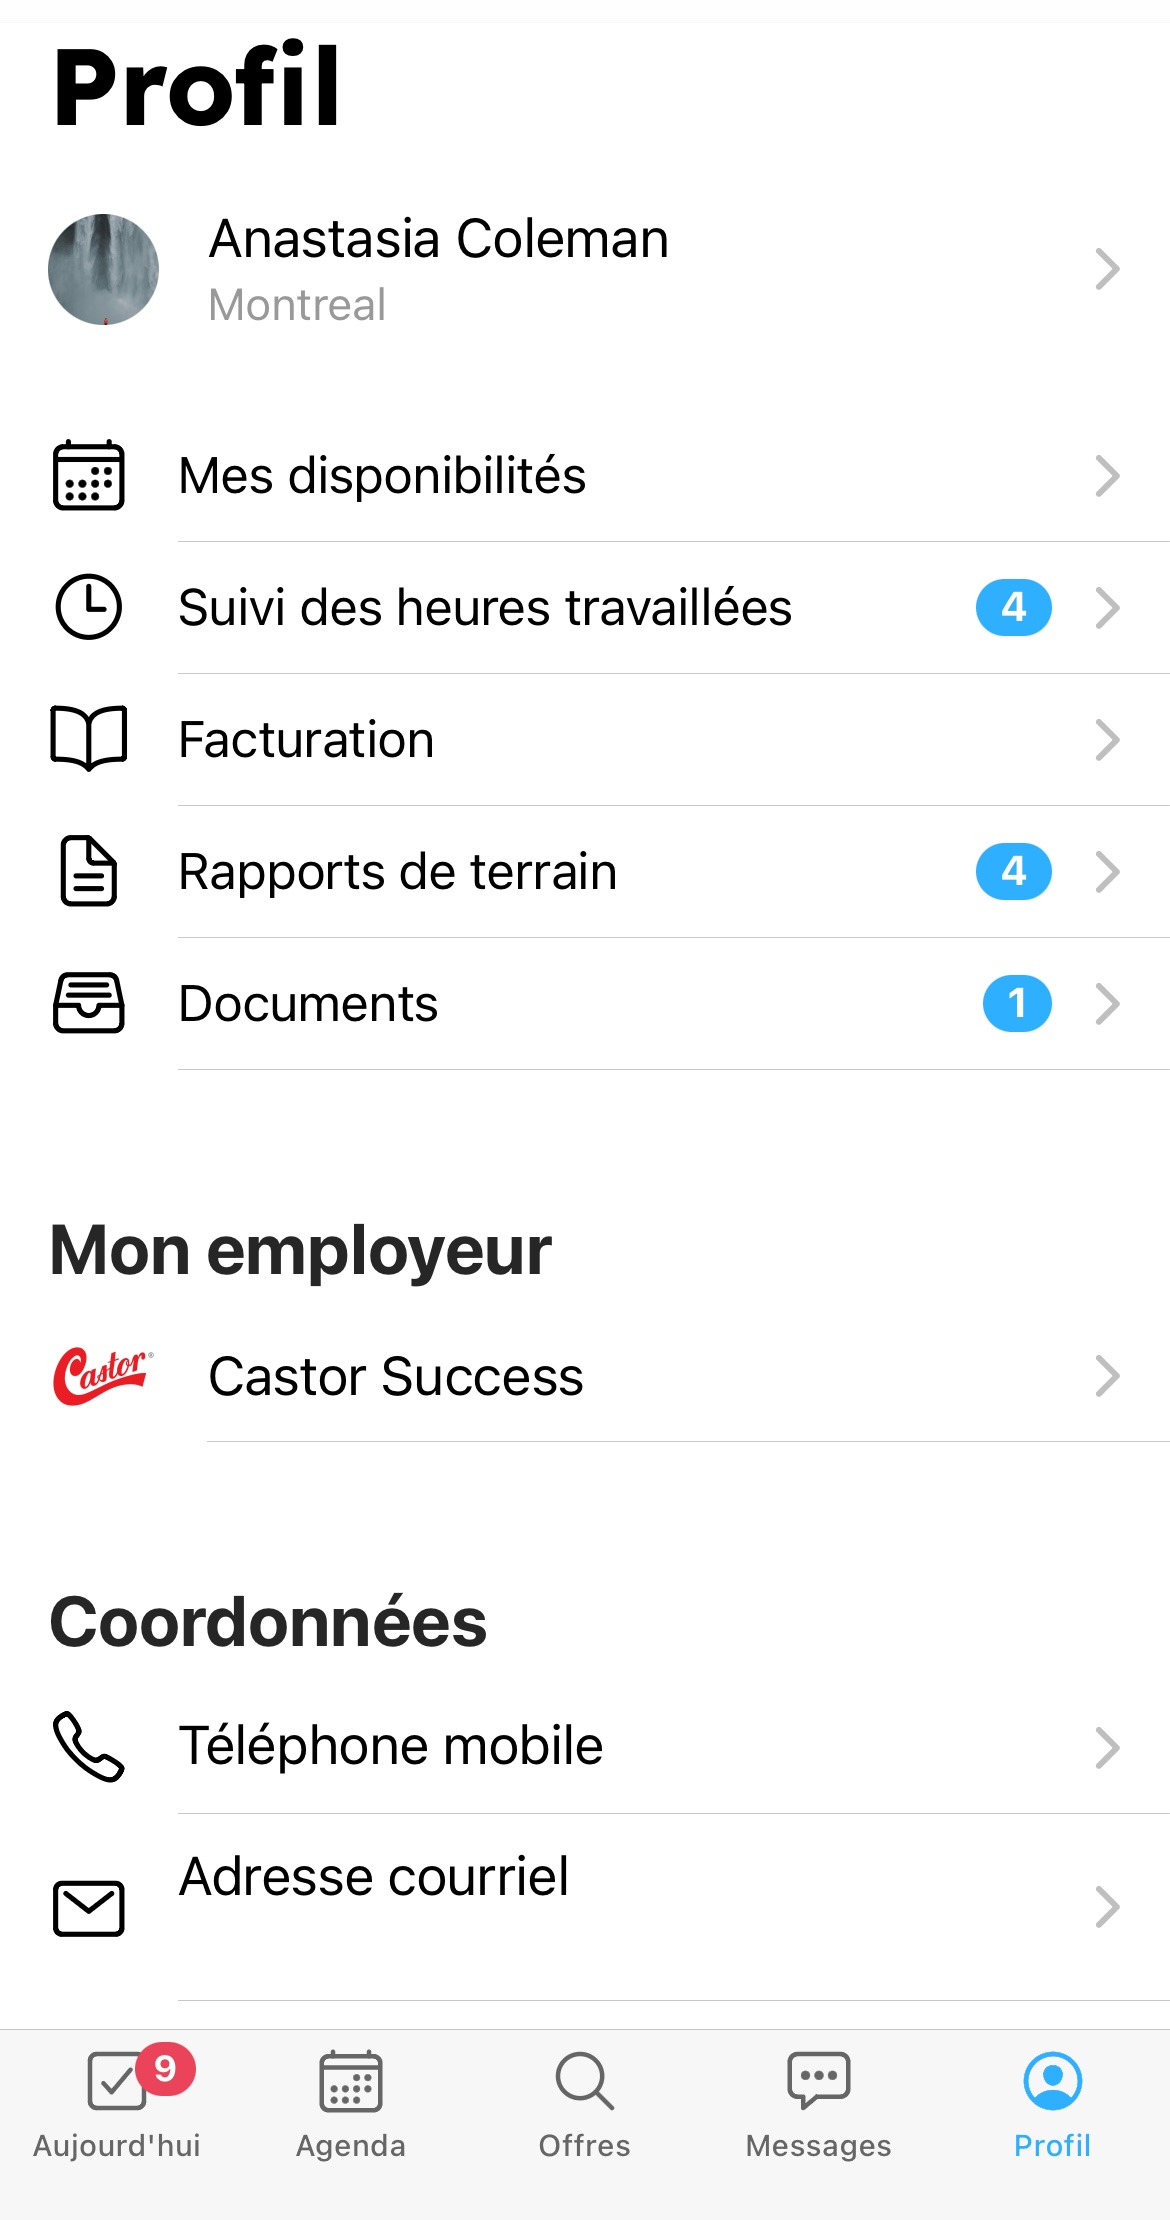 Profil
Anastasia Coleman
Montreal
Mes disponibilités
Suivi des heures travaillées 4
Facturation
Rapports de terrain 4
Documents 1
Mon employeur
Castor® Castor Success
Coordonnées
Téléphone mobile
Adresse courriel
9
Aujourd'hui Agenda Offres Messages Profil